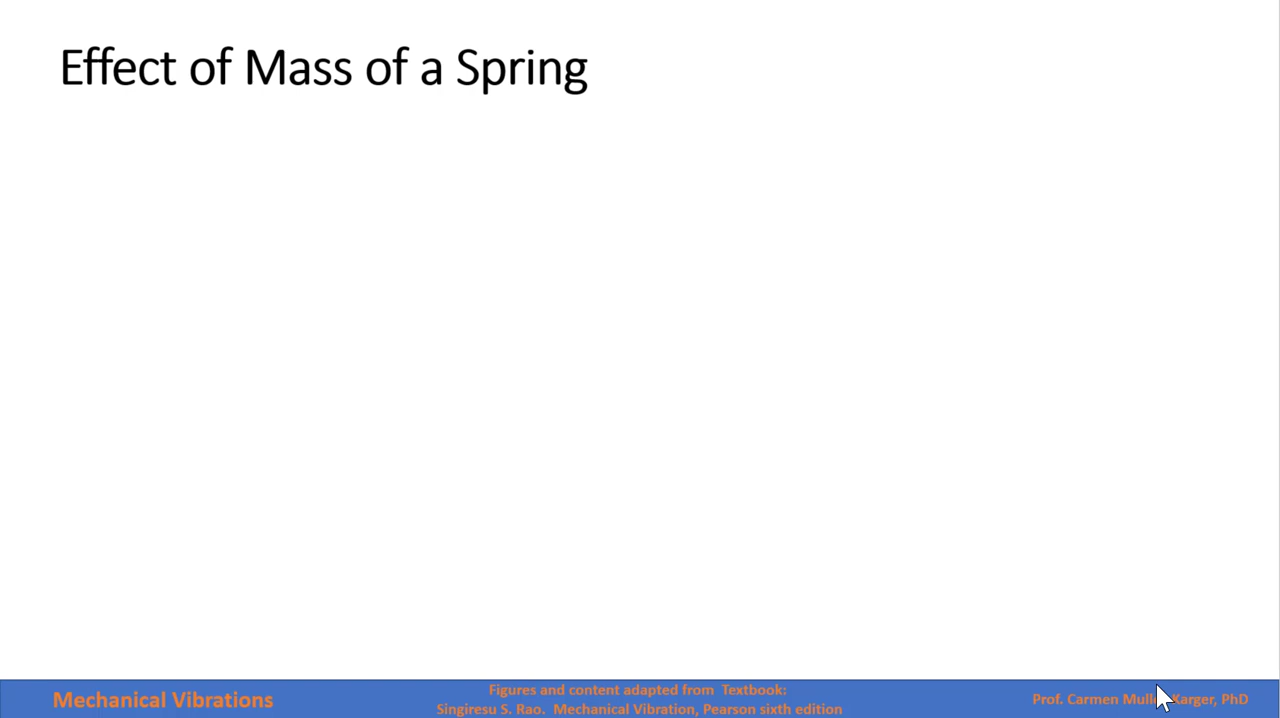 Effect of Mass of a Spring
Mechanical Vibrations
Figures and content adapted from Textbook:
Singiresu S. Rao. Mechanical Vibration, Pearson sixth edition
Prof. Carmen Karger, PhD